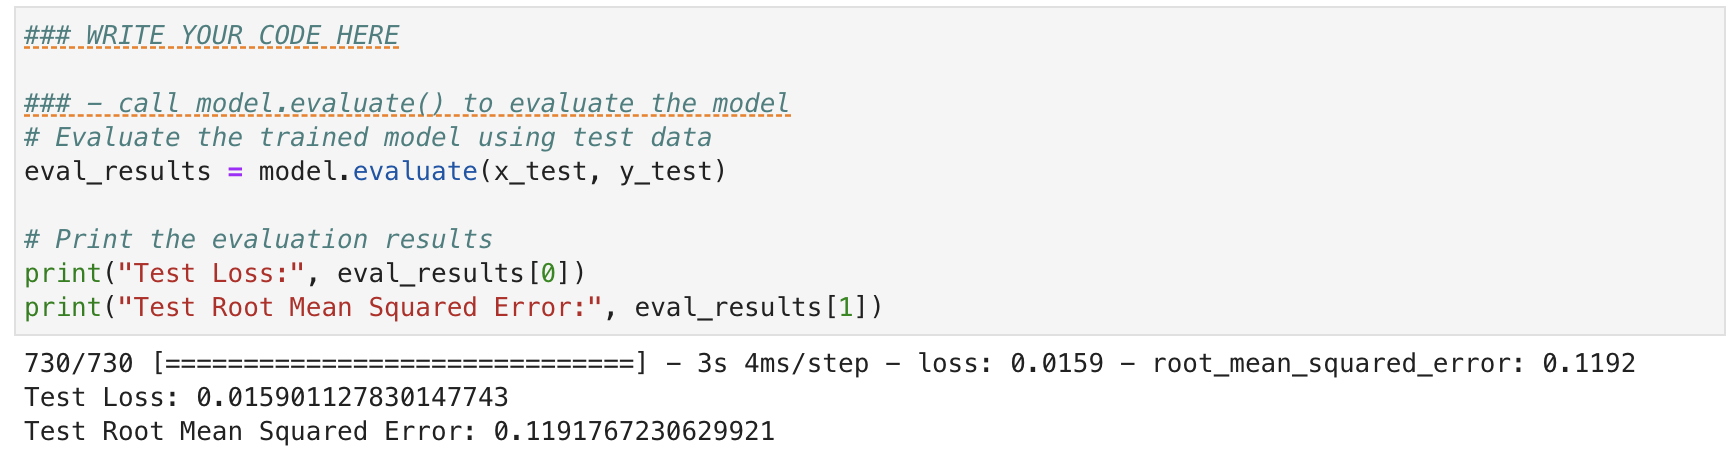 ### WRITE YOUR CODE HERE
### - call model.evaluate() to evaluate the model
# Evaluate the trained model using test data
eval_results = model.evaluate(x_test, y_test)
# Print the evaluation results
print("Test Loss:", eval_results[0])
print("Test Root Mean Squared Error:", eval_results[1])
730/730 [==============================] - 3s 4ms/step - loss: 0.0159 - root_mean_squared_error: 0.1192
Test Loss: 0.015901127830147743
Test Root Mean Squared Error: 0.1191767230629921